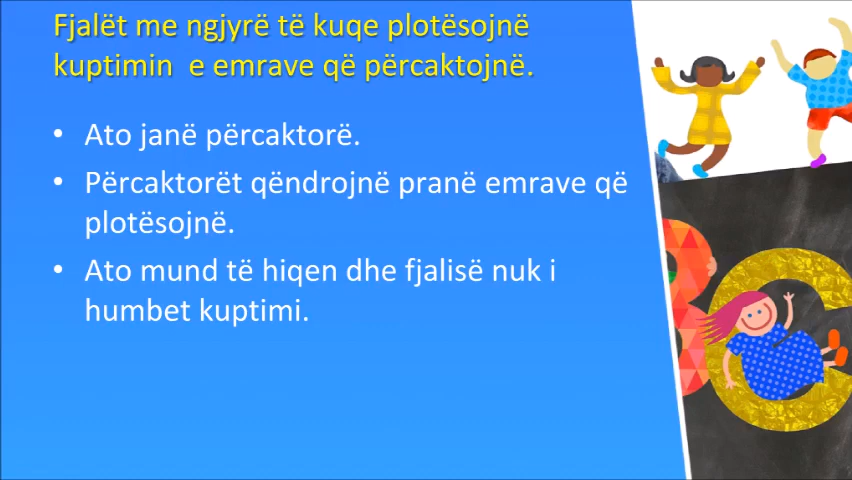 Fjalët me ngjyrë të kuqe plotësojnë
kuptimin e emrave që përcaktojnë.
• Ato janë përcaktorë.
• Përcaktorët qëndrojnë pranë emrave që
plotësojnë.
• Ato mund të hiqen dhe fjalisë nuk i
humbet kuptimi.